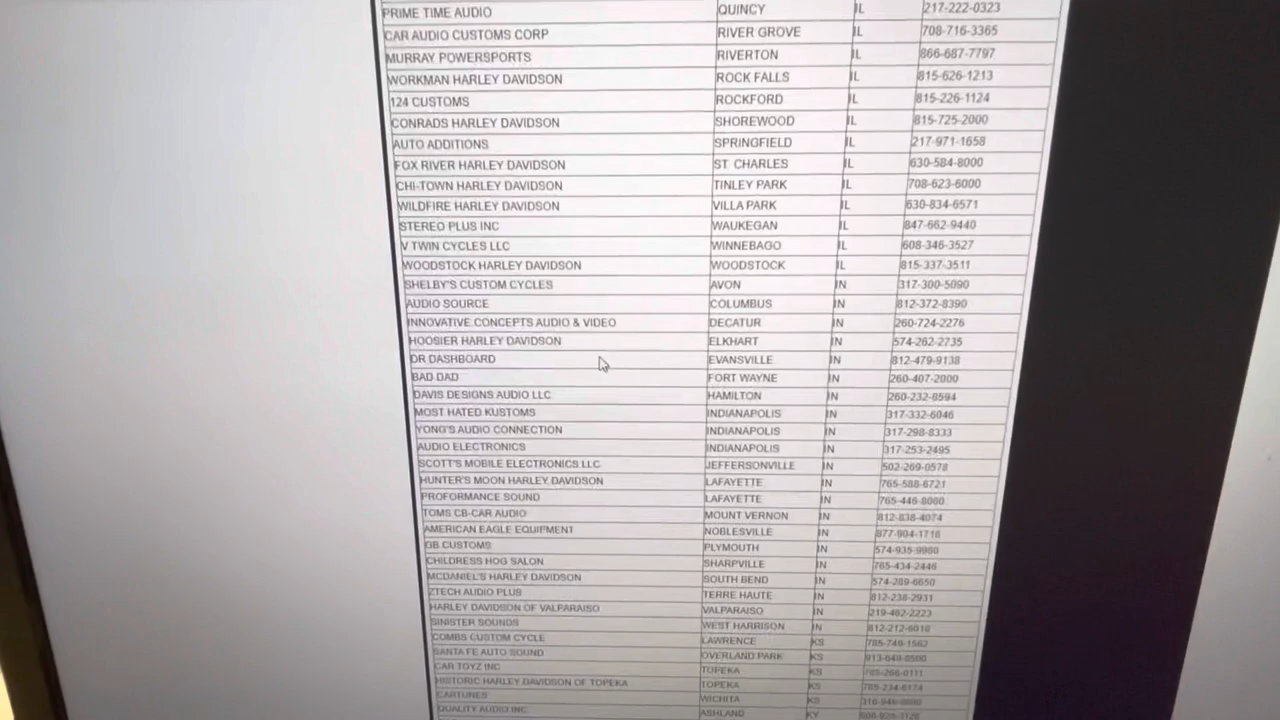 PRIME TIME AUDIO QUINCY IL 217-222-0323
CAR AUDIO CUSTOMS CORP RIVER GROVE IL 708-716-3365
MURRAY POWERSPORTS RIVERTON IL 866-687-7797
WORKMAN HARLEY DAVIDSON ROCK FALLS IL 815-626-1213
124 CUSTOMS ROCKFORD IL 815-226-1124
CONRADS HARLEY DAVIDSON SHOREWOOD IL 815-725-2000
AUTO ADDITIONS SPRINGFIELD IL 217-971-1658
FOX RIVER HARLEY DAVIDSON ST. CHARLES IL 630-584-8000
CHI-TOWN HARLEY DAVIDSON TINLEY PARK IL 708-623-6000
WILDFIRE HARLEY DAVIDSON VILLA PARK IL 630-834-6571
STEREO PLUS INC WAUKEGAN IL 847-662-9440
V TWIN CYCLES LLC WINNEBAGO IL 608-346-3527
WOODSTOCK HARLEY DAVIDSON WOODSTOCK IL 815-337-3511
SHELBY'S CUSTOM CYCLES AVON IN 317-300-5090
AUDIO SOURCE COLUMBUS IN 812-372-8390
INNOVATIVE CONCEPTS AUDIO & VIDEO DECATUR IN 260-724-2276
HOOSIER HARLEY DAVIDSON ELKHART IN 574-262-2735
DR DASHBOARD EVANSVILLE IN 812-479-9138
BAD DAD FORT WAYNE IN 260-407-2000
DAVIS DESIGNS AUDIO LLC HAMILTON IN 260-232-8594
MOST HATED KUSTOMS INDIANAPOLIS IN 317-332-6046
YONG'S AUDIO CONNECTION INDIANAPOLIS IN 317-298-8333
AUDIO ELECTRONICS INDIANAPOLIS IN 317-253-2495
SCOTT'S MOBILE ELECTRONICS LLC JEFFERSONVILLE IN 502-269-0578
HUNTER'S MOON HARLEY DAVIDSON LAFAYETTE IN 765-588-6721
PROFORMANCE SOUND LAFAYETTE IN 765-446-8000
TOMS CB-CAR AUDIO MOUNT VERNON IN 812-838-4074
AMERICAN EAGLE EQUIPMENT NOBLESVILLE IN 877-904-1718
GB CUSTOMS PLYMOUTH IN 574-935-9980
CHILDRESS HOG SALON SHARPVILLE IN 765-434-2446
MCDANIEL'S HARLEY DAVIDSON SOUTH BEND IN 574-289-6650
ZTECH AUDIO PLUS TERRE HAUTE IN 812-238-2931
HARLEY DAVIDSON OF VALPARAISO VALPARAISO IN 219-462-2223
SINISTER SOUNDS WEST HARRISON IN 812-212-6018
COMBS CUSTOM CYCLE LAWRENCE KS 785-749-1562
SANTA FE AUTO SOUND OVERLAND PARK KS
CAR TOYZ INC TOPEKA KS
HISTORIC HARLEY DAVIDSON OF TOPEKA TOPEKA KS 785-234-6174
CARTUNES WICHITA KS
QUALITY AUDIO INC ASHLAND KY